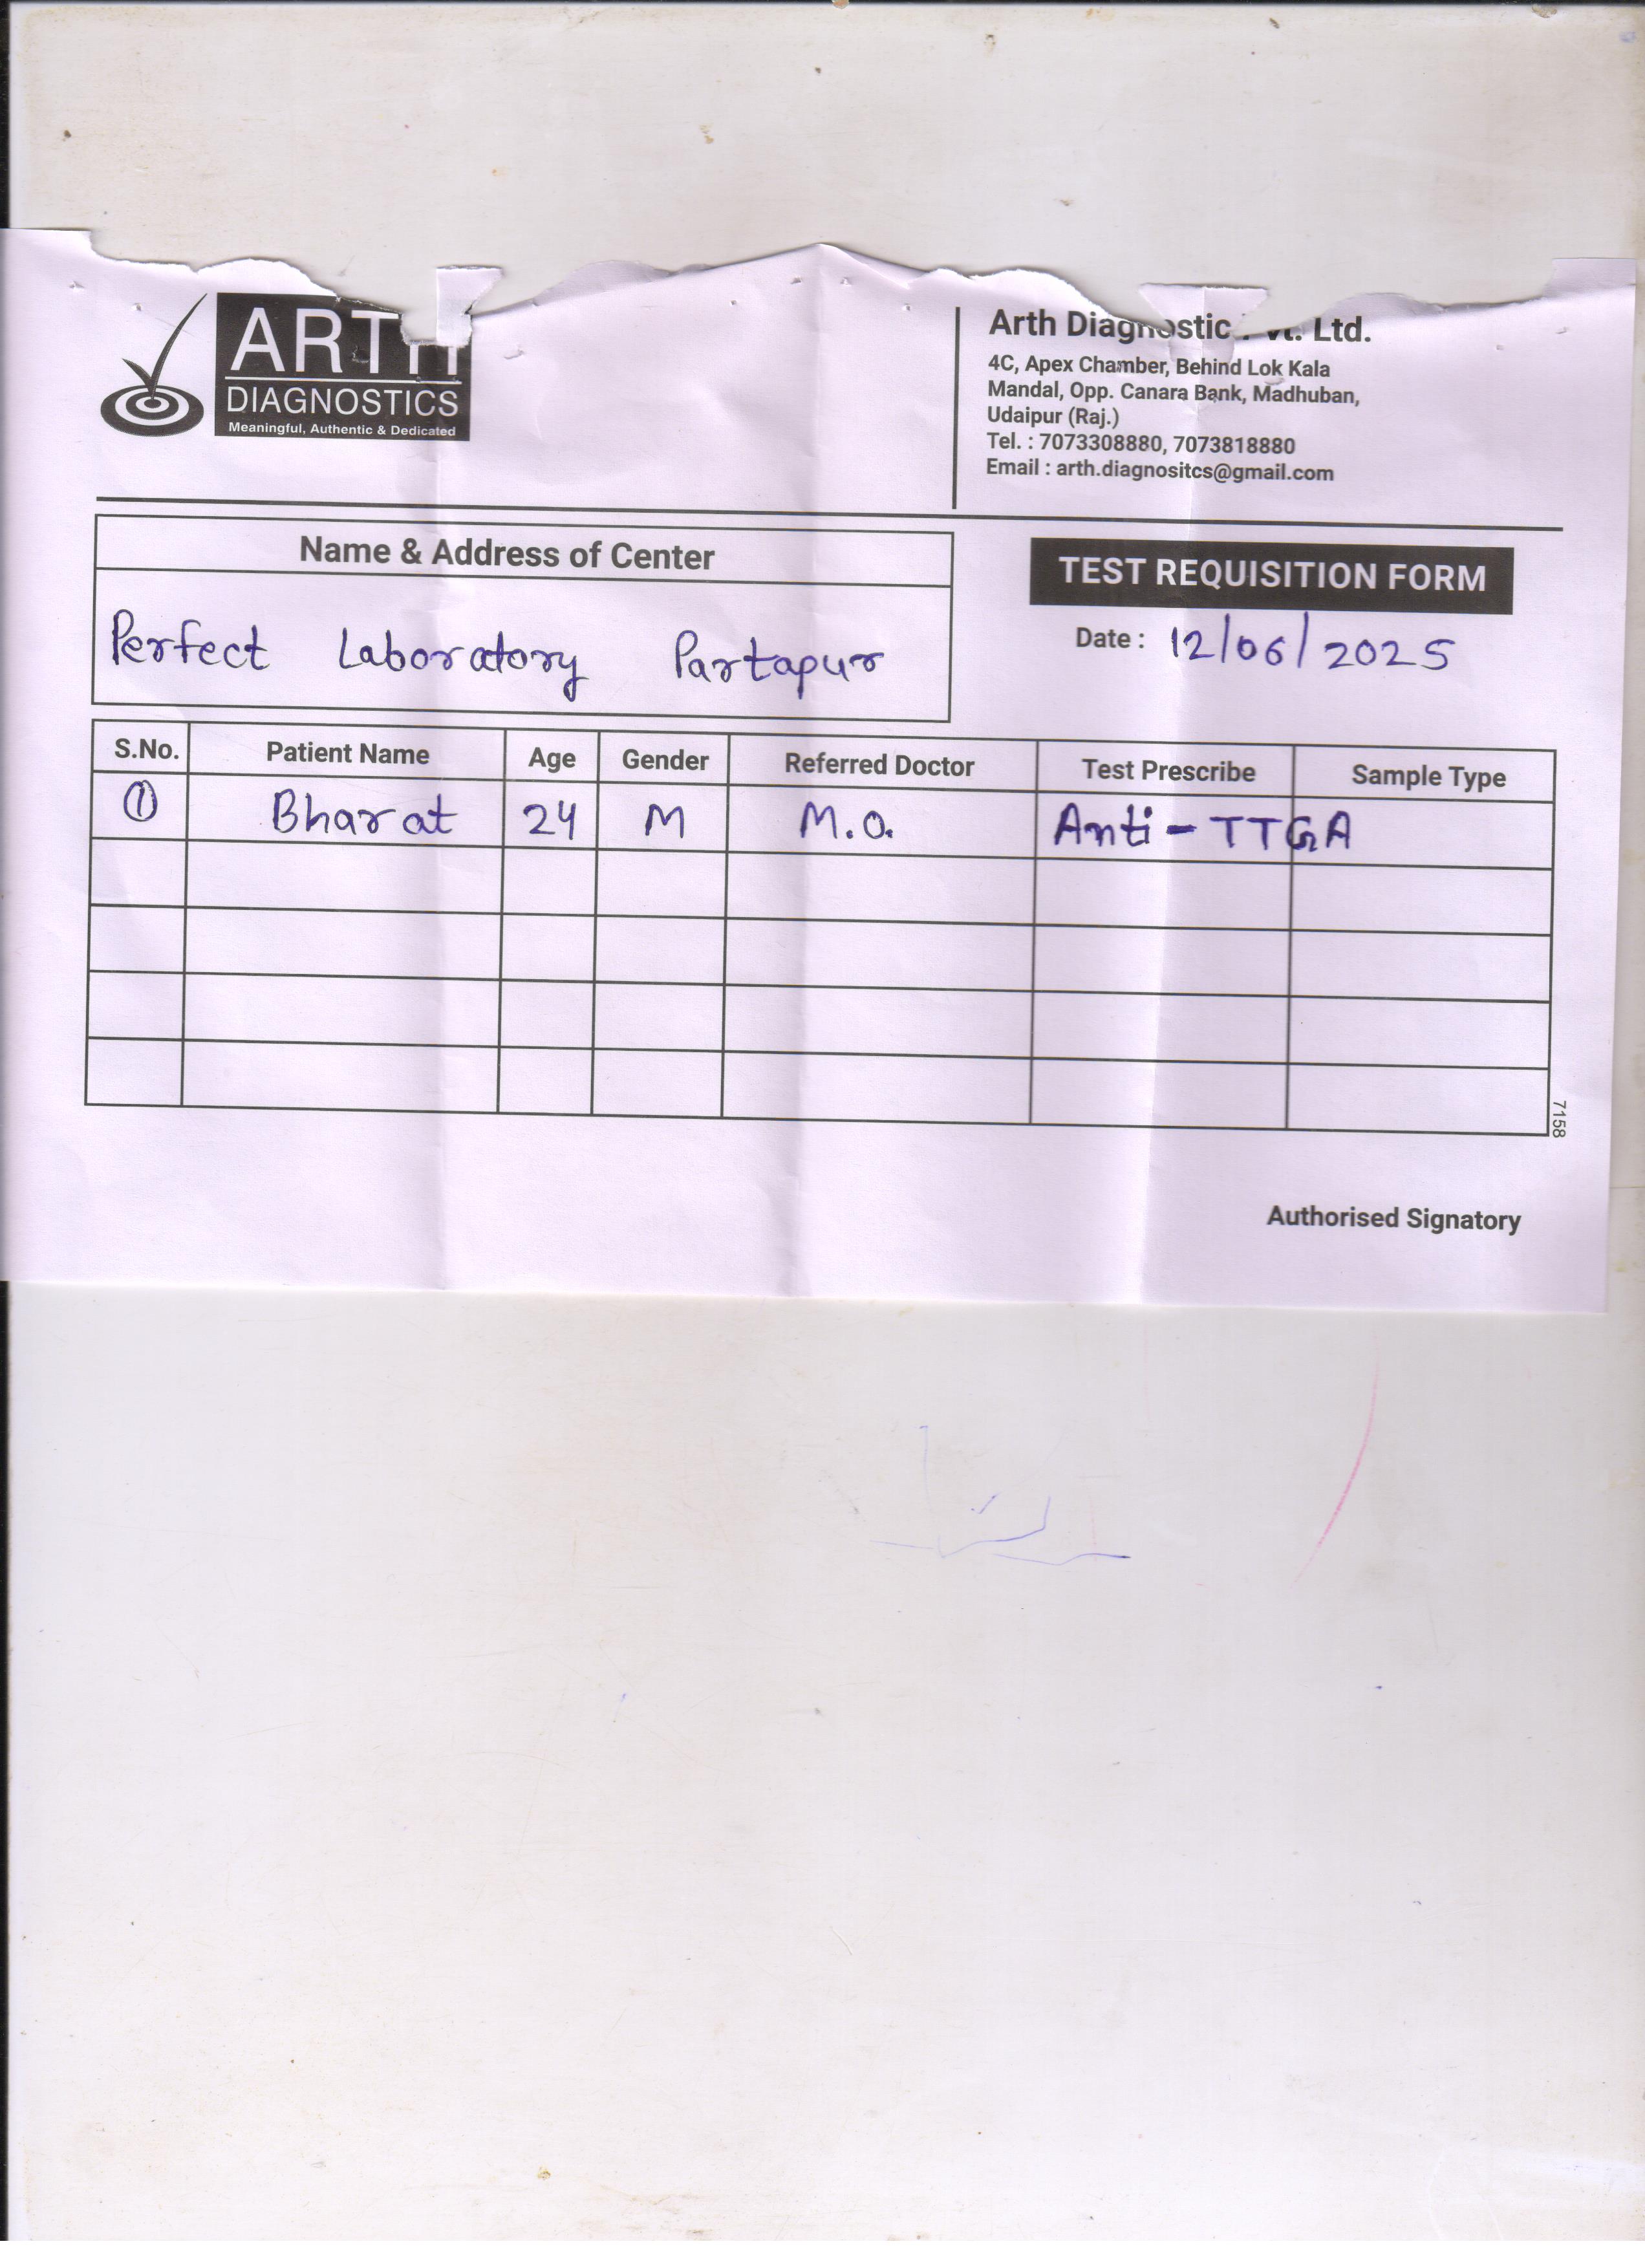 ARTH
DIAGNOSTICS
Meaningful, Authentic & Dedicated
Arth Diagnostic Ltd.
4C, Apex Chamber, Behind Lok Kala
Mandal, Opp. Canara Bank, Madhuban,
Udaipur (Raj.)
Tel. : 7073308880, 7073818880
Email : arth.diagnositcs@gmail.com
Name & Address of Center
Perfect Laboratory Partapur
TEST REQUISITION FORM
Date : 12/06/2025
S.No. Patient Name Age Gender Referred Doctor Test Prescribe Sample Type
1 Bharat 24 M M.O. Anti-TTGA
7158
Authorised Signatory